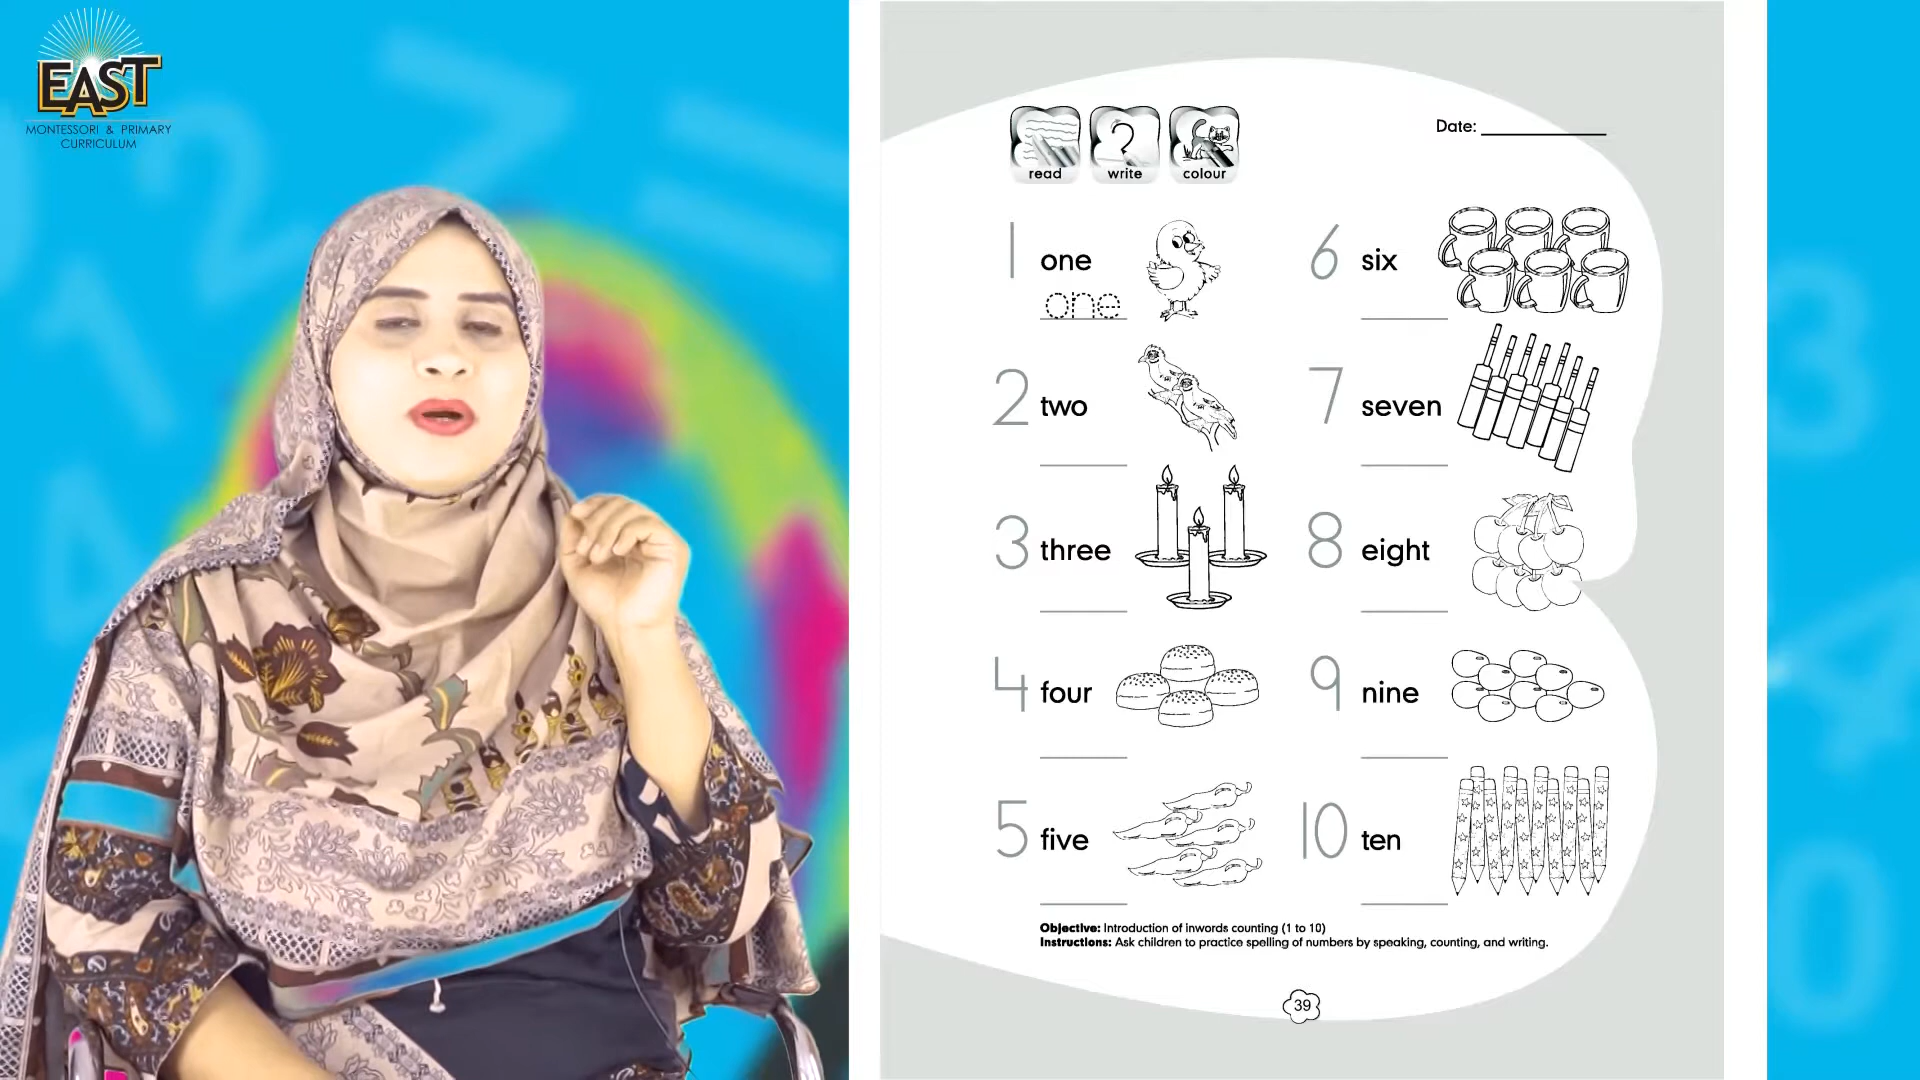 EAST
MONTESSORI & PRIMARY
CURRICULUM
read write colour
Date:
1 one
one
2 two
3 three
4 four
5 five
6 six
7 seven
8 eight
9 nine
10 ten
Objective: Introduction of inwords counting (1 to 10)
Instructions: Ask children to practice spelling of numbers by speaking, counting, and writing.
39